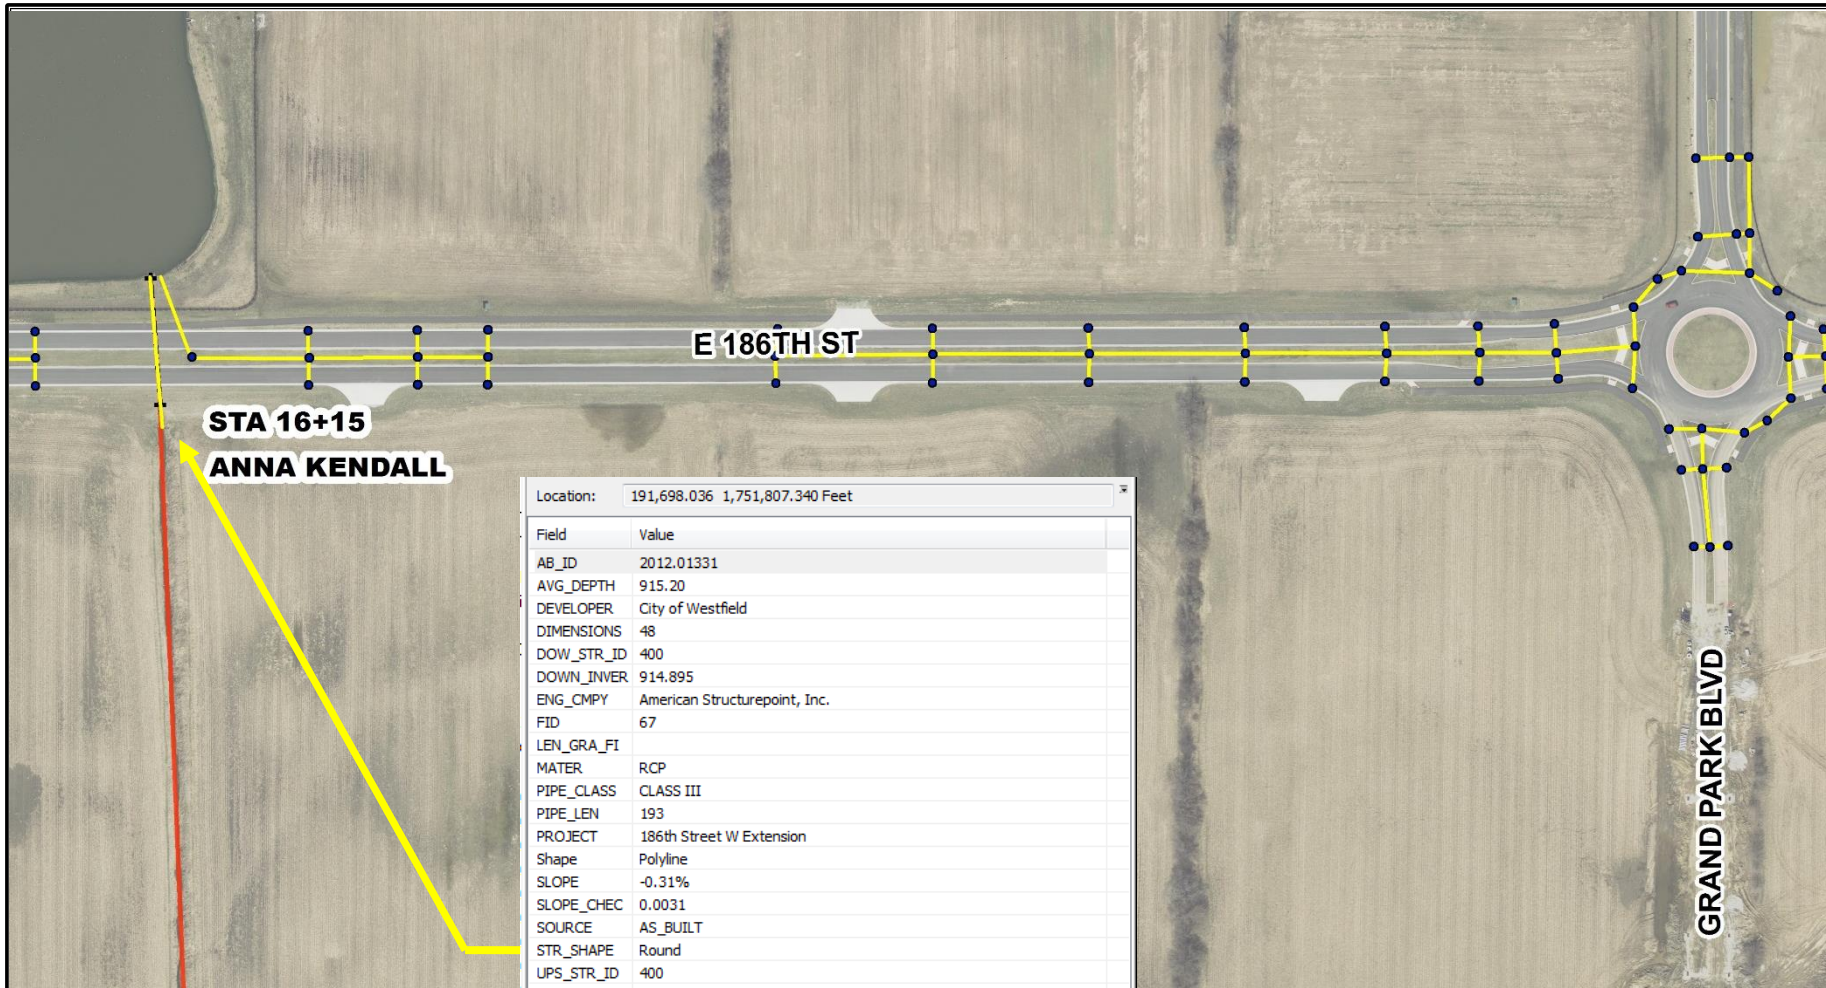 E 186TH ST
STA 16+15
ANNA KENDALL
Location: 191,698.036 1,751,807.340 Feet
Field Value
AB_ID 2012.01331
AVG_DEPTH 915.20
DEVELOPER City of Westfield
DIMENSIONS 48
DOW_STR_ID 400
DOWN_INVER 914.895
ENG_CMPY American Structurepoint, Inc.
FID 67
LEN_GRA_FI
MATER RCP
PIPE_CLASS CLASS III
PIPE_LEN 193
PROJECT 186th Street W Extension
Shape Polyline
SLOPE -0.31%
SLOPE_CHEC 0.0031
SOURCE AS_BUILT
STR_SHAPE Round
UPS_STR_ID 400
GRAND PARK BLVD